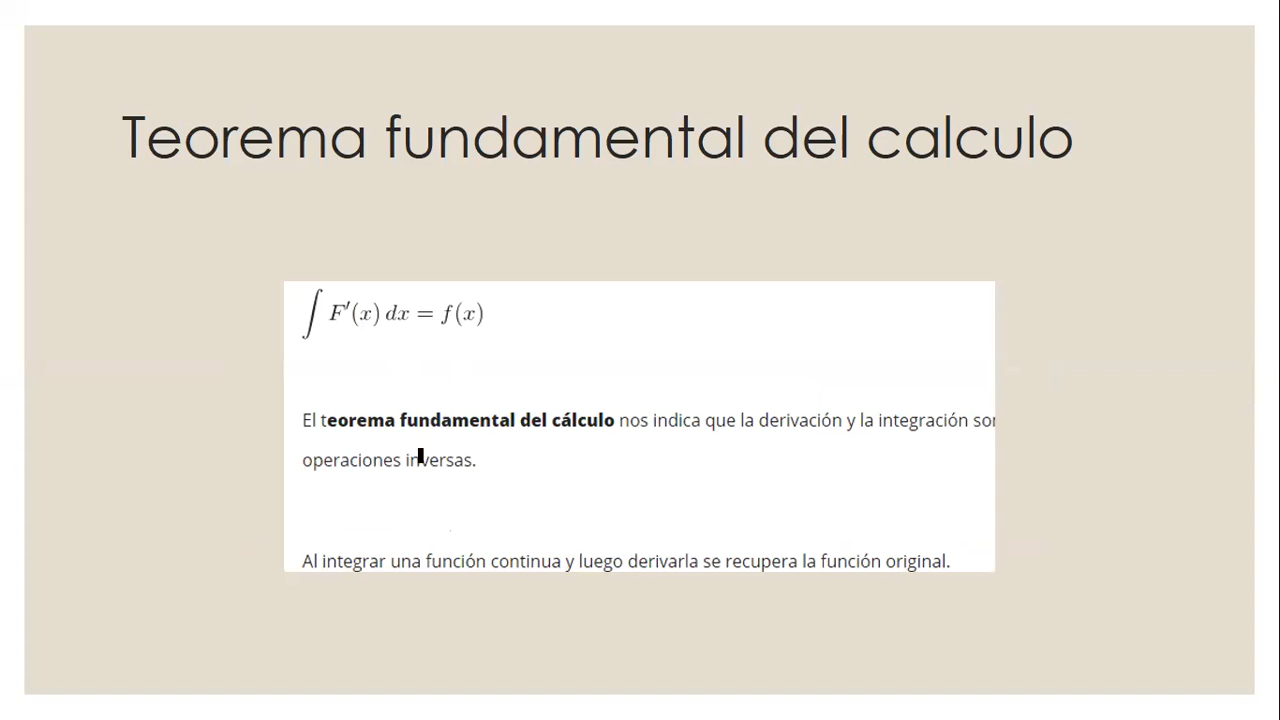 Teorema fundamental del calculo
∫ F′(x) dx = f(x)
El teorema fundamental del cálculo nos indica que la derivación y la integración son
operaciones inversas.
Al integrar una función continua y luego derivarla se recupera la función original.